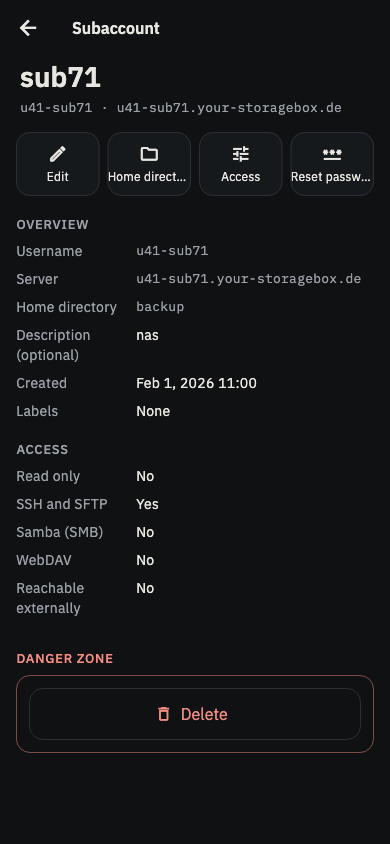 Subaccount
sub71
u41-sub71 · u41-sub71.your-storagebox.de
Edit
Home direct...
Access
Reset passw...
OVERVIEW
Username u41-sub71
Server u41-sub71.your-storagebox.de
Home directory backup
Description (optional) nas
Created Feb 1, 2026 11:00
Labels None
ACCESS
Read only No
SSH and SFTP Yes
Samba (SMB) No
WebDAV No
Reachable externally No
DANGER ZONE
Delete